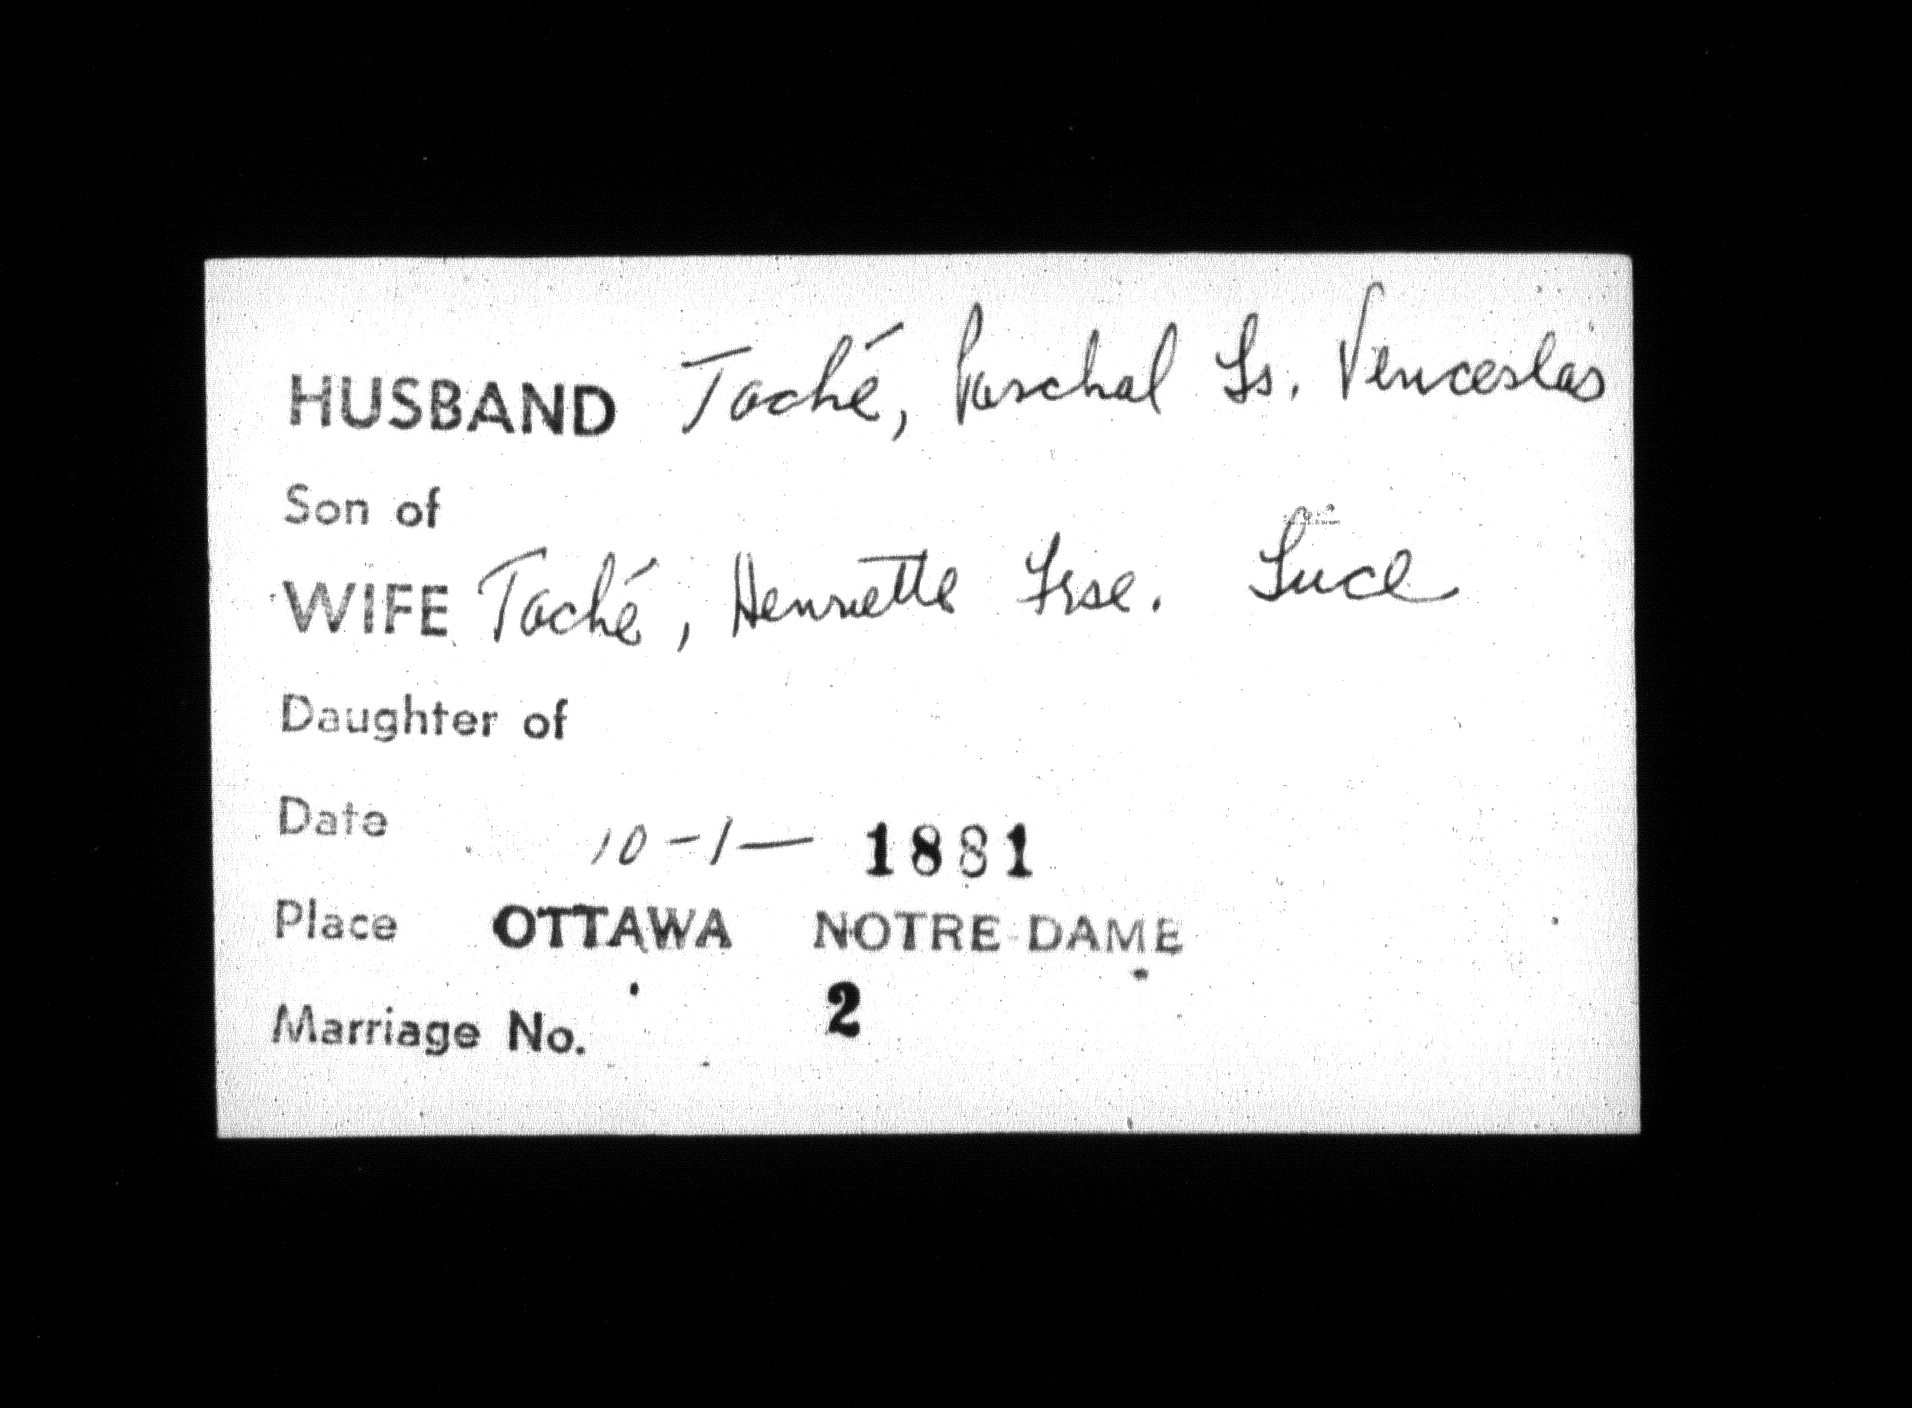 HUSBAND Taché, Paschal Ls. Venceslas
Son of
WIFE Taché, Henriette Frse. Luce
Daughter of
Date 10-1- 1881
Place OTTAWA NOTRE DAME
Marriage No. 2